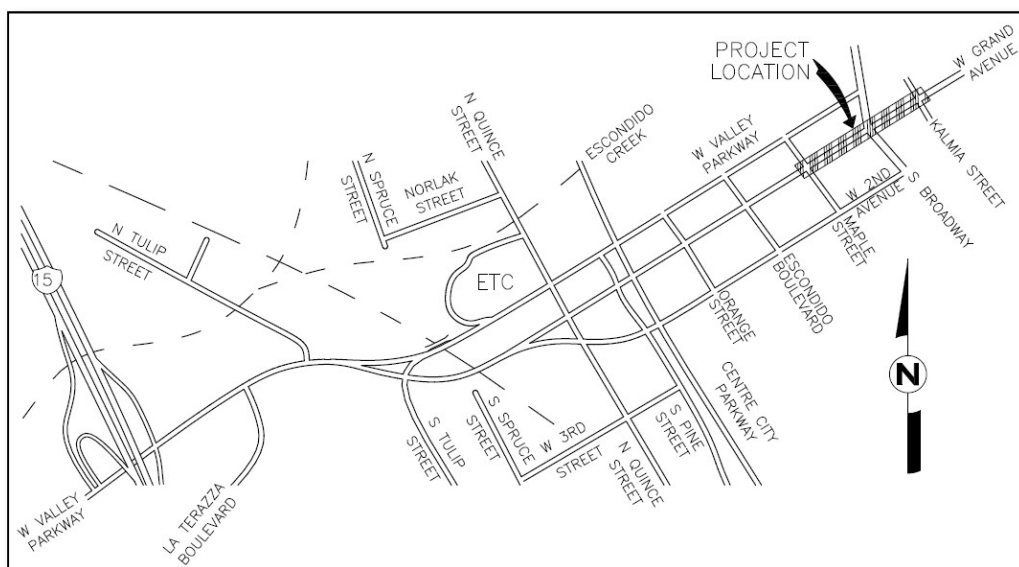 PROJECT
LOCATION
W GRAND
AVENUE
N QUINCE
STREET
ESCONDIDO
CREEK
W VALLEY
PARKWAY
KALMIA STREET
N SPRUCE
STREET
NORLAK
STREET
W 2ND
AVENUE
S BROADWAY
MAPLE
STREET
N TULIP
STREET
15
ETC
ESCONDIDO
BOULEVARD
ORANGE
STREET
N
CENTRE CITY
PARKWAY
S TULIP
STREET
S SPRUCE
STREET
W 3RD
STREET
S PINE
STREET
N QUINCE
STREET
W VALLEY
PARKWAY
LA TERAZZA
BOULEVARD